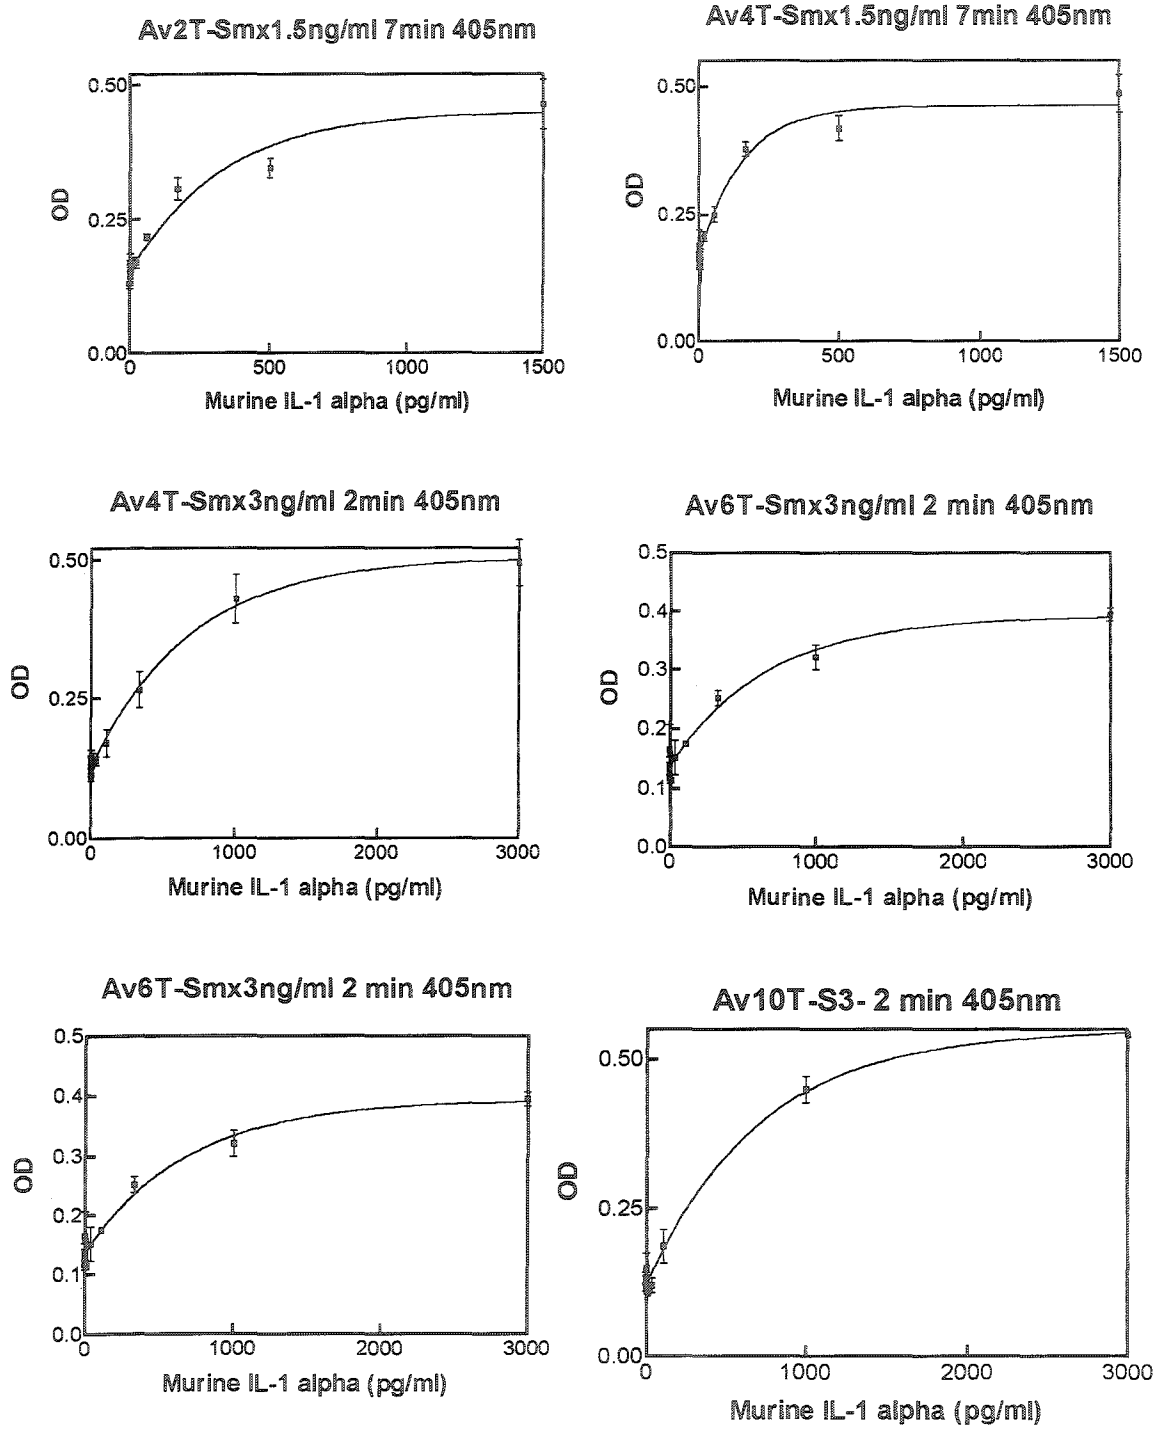 Av2T-Smx1.5ng/ml 7min 405nm
0.50
0.25
0.00
OD
0
500
1000
1500
Murine IL-1 alpha (pg/ml)
Av4T-Smx1.5ng/ml 7min 405nm
0.50
0.25
0.00
OD
0
500
1000
1500
Murine IL-1 alpha (pg/ml)
Av4T-Smx3ng/ml 2min 405nm
0.50
0.25
0.00
OD
0
1000
2000
3000
Murine IL-1 alpha (pg/ml)
Av6T-Smx3ng/ml 2 min 405nm
0.5
0.4
0.3
0.2
0.1
0.0
OD
0
1000
2000
3000
Murine IL-1 alpha (pg/ml)
Av6T-Smx3ng/ml 2 min 405nm
0.5
0.4
0.3
0.2
0.1
0.0
OD
0
1000
2000
3000
Murine IL-1 alpha (pg/ml)
Av10T-S3- 2 min 405nm
0.50
0.25
0.00
OD
0
1000
2000
3000
Murine IL-1 alpha (pg/ml)